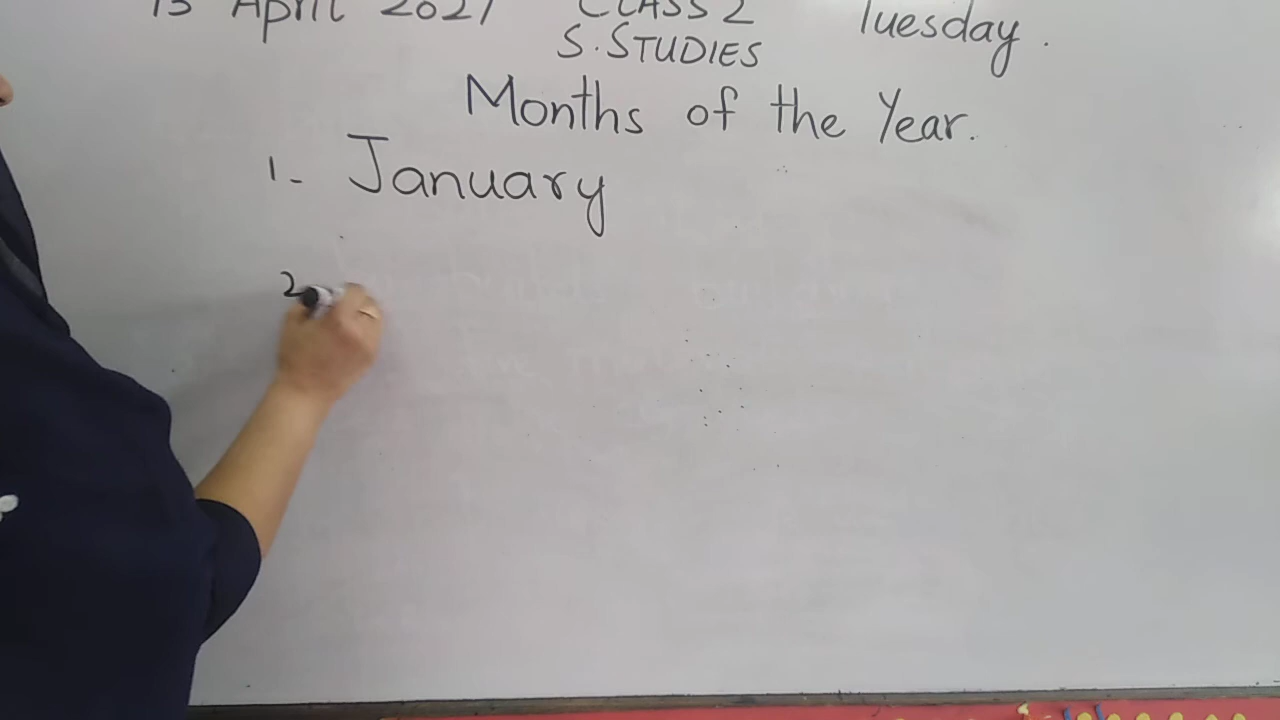 13 April 2021 CLASS 2 Tuesday.
S. STUDIES
Months of the Year.
1- January
2